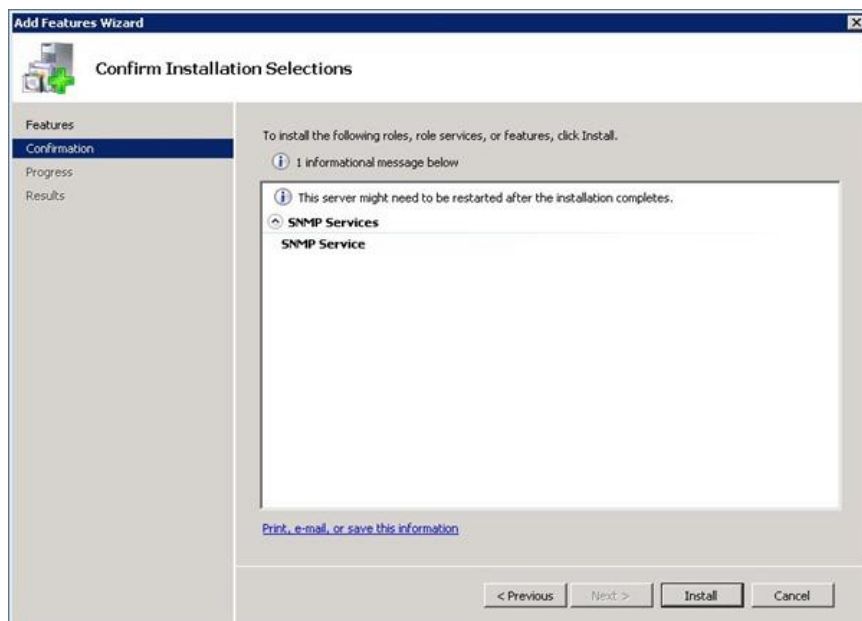 Add Features Wizard
Confirm Installation Selections
Features
Confirmation
Progress
Results
To install the following roles, role services, or features, click Install.
1 informational message below
This server might need to be restarted after the installation completes.
SNMP Services
SNMP Service
Print, e-mail, or save this information
< Previous
Next >
Install
Cancel